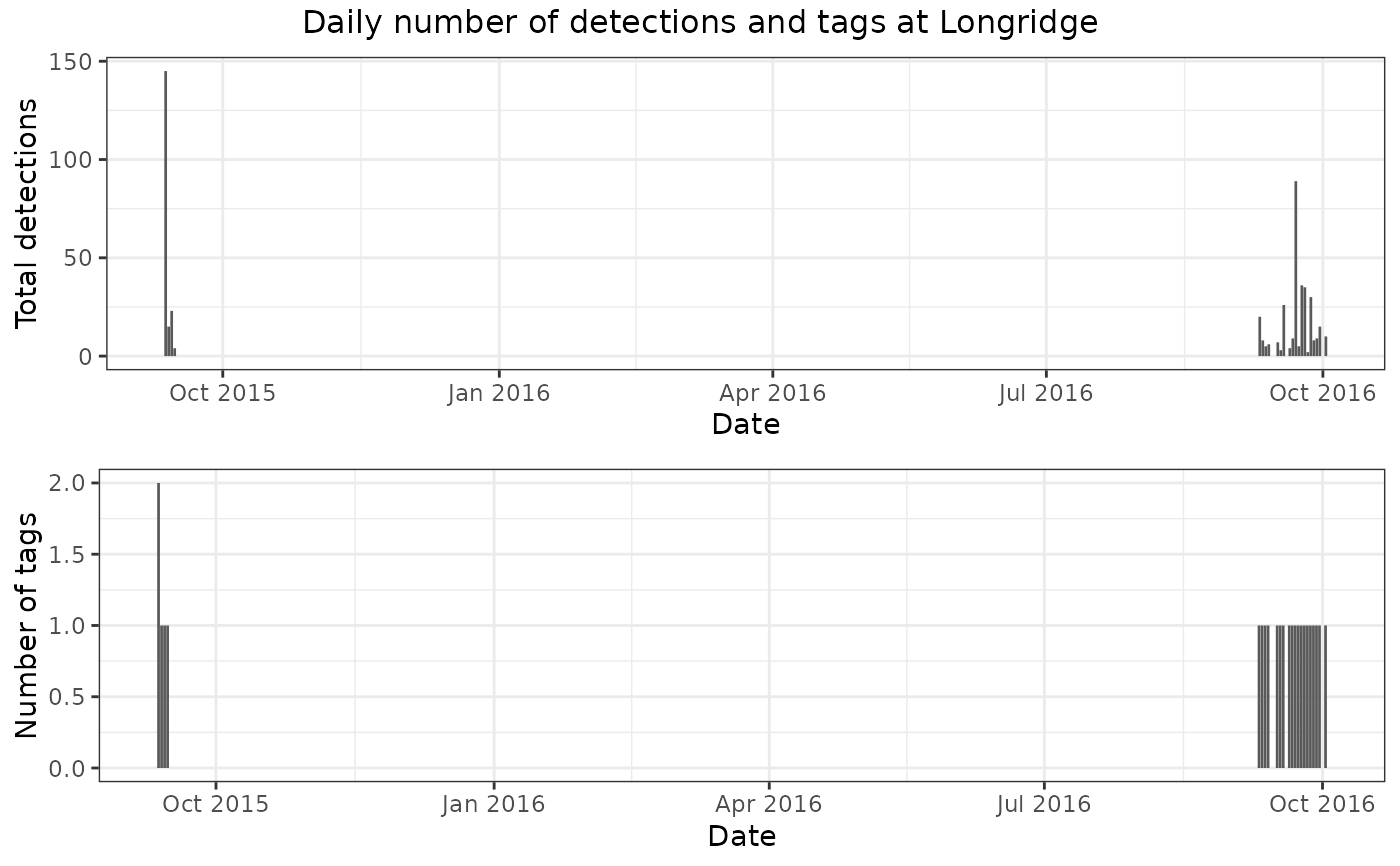 Daily number of detections and tags at Longridge
150
100
50
0
Total detections
Oct 2015 Jan 2016 Apr 2016 Jul 2016 Oct 2016
Date
2.0
1.5
1.0
0.5
0.0
Number of tags
Oct 2015 Jan 2016 Apr 2016 Jul 2016 Oct 2016
Date